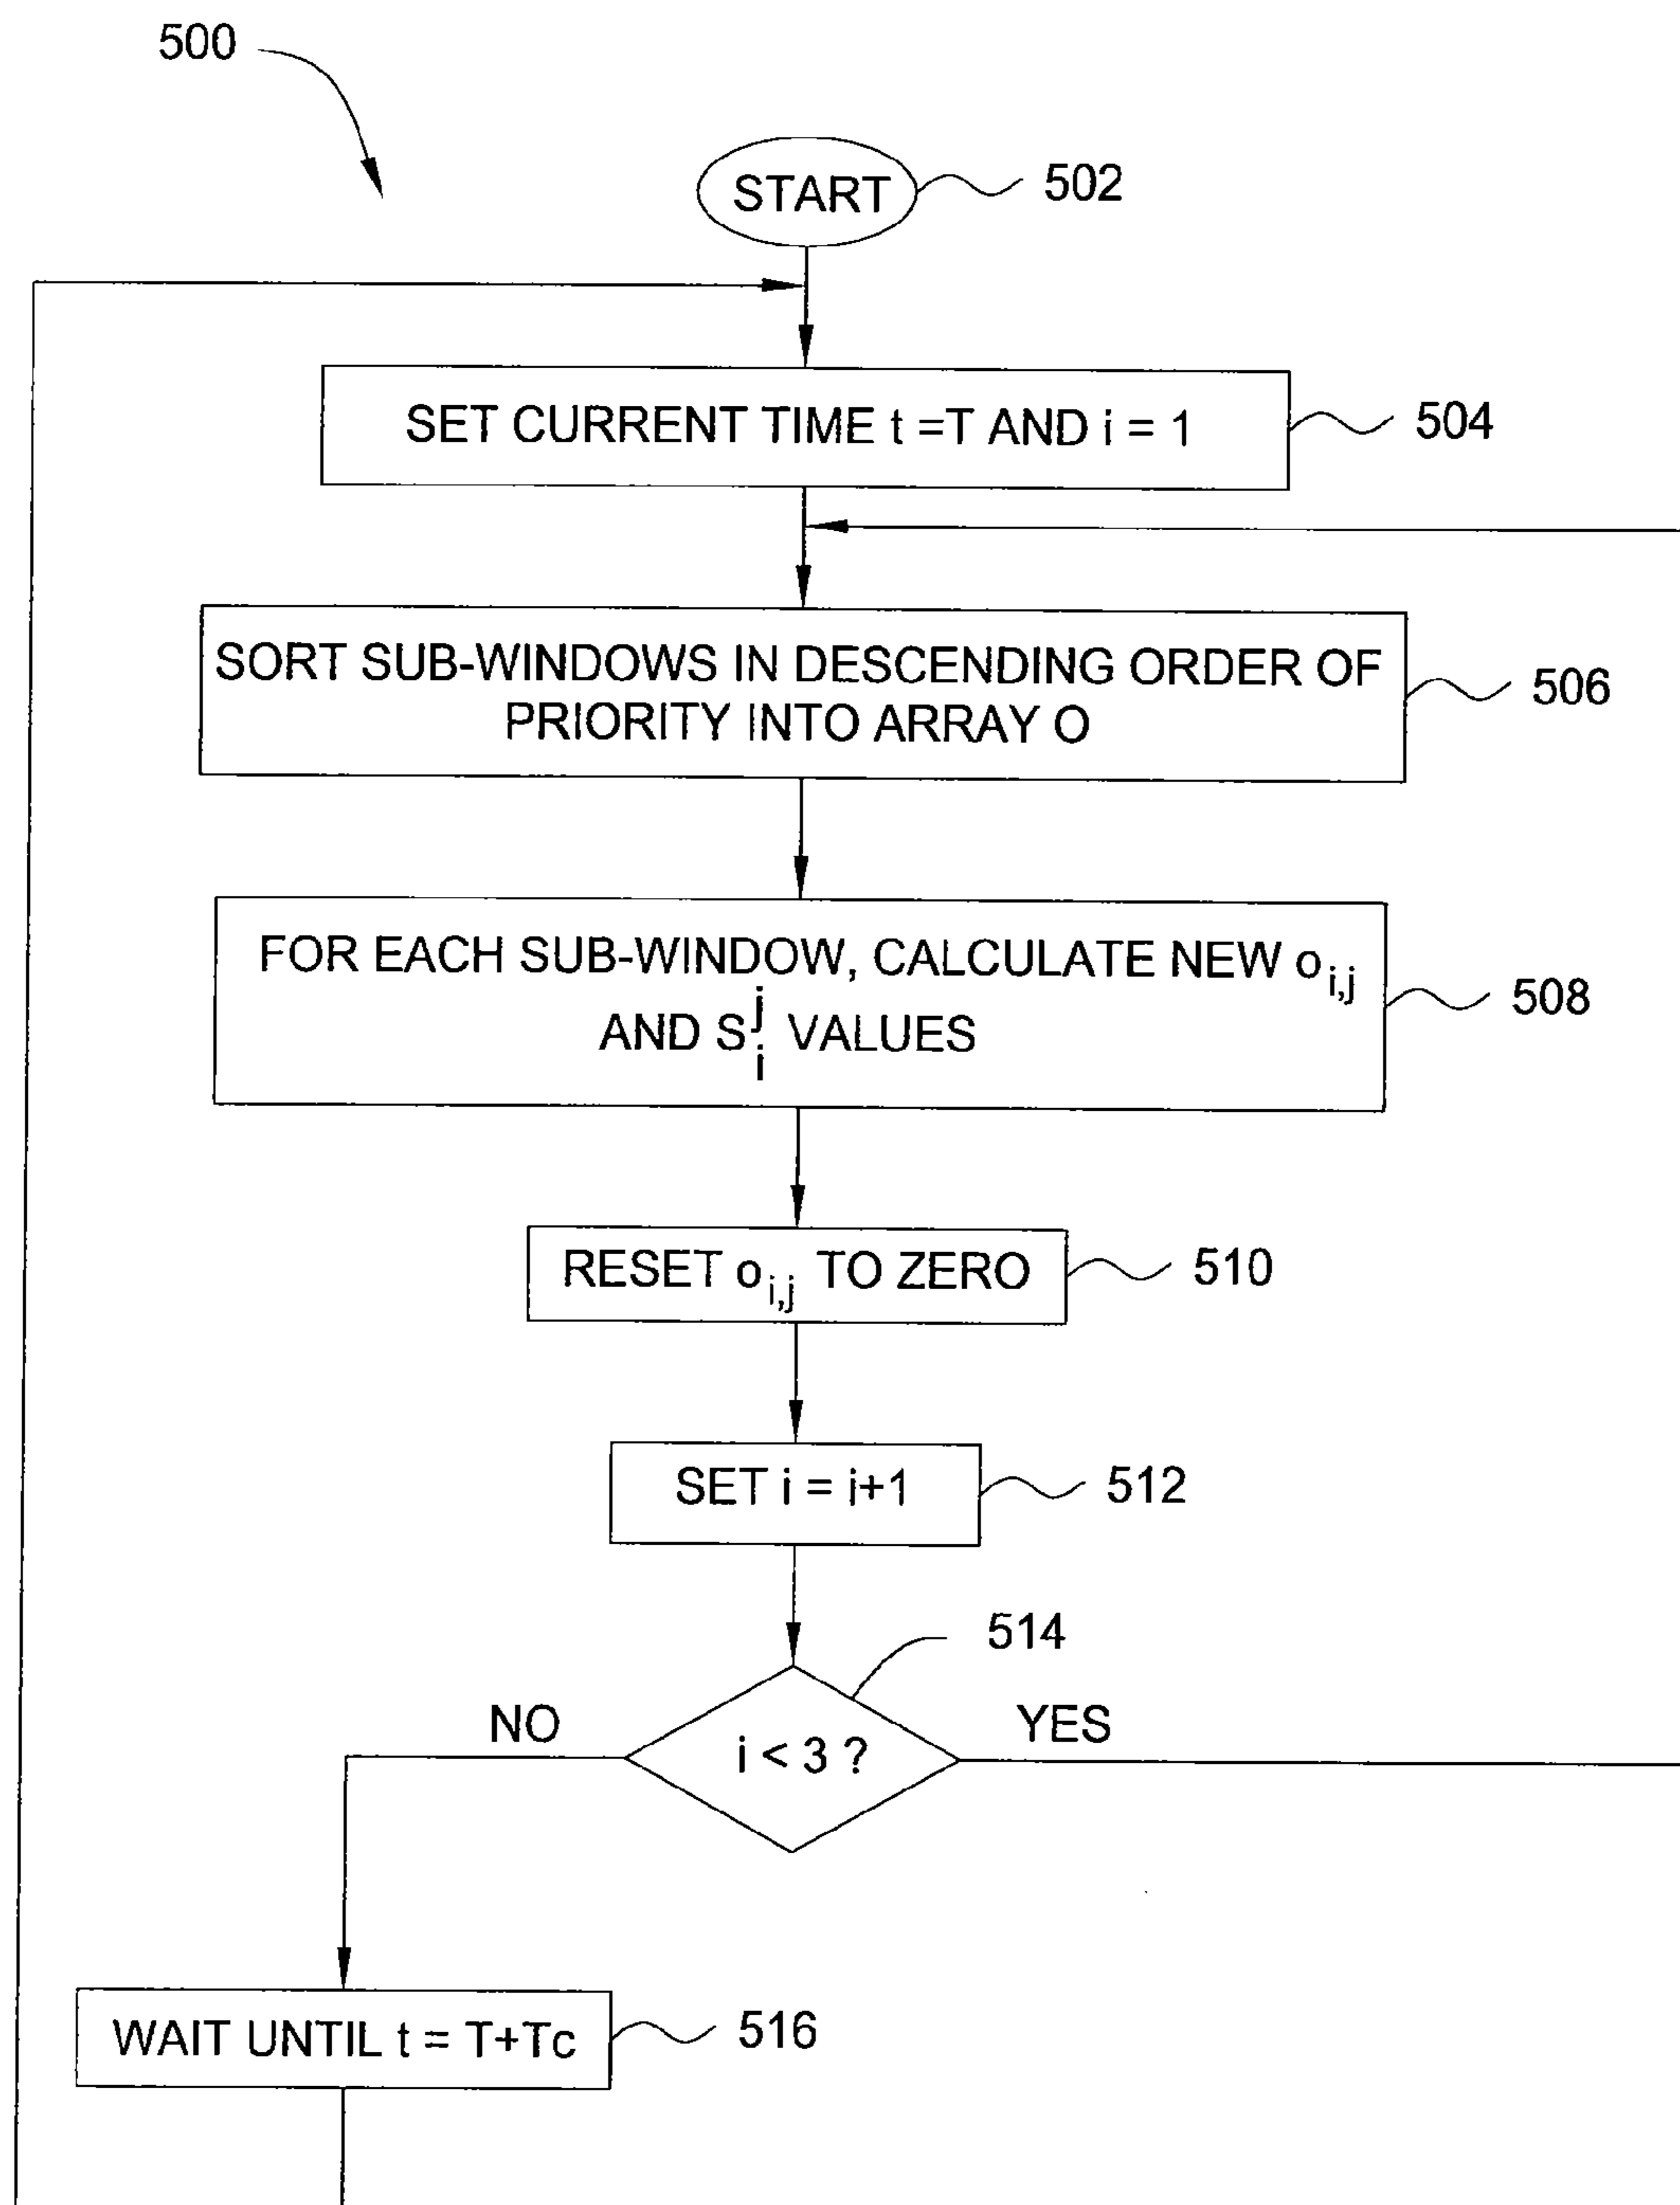 500
START
502
SET CURRENT TIME t =T AND i = 1
504
SORT SUB-WINDOWS IN DESCENDING ORDER OF
PRIORITY INTO ARRAY O
506
FOR EACH SUB-WINDOW, CALCULATE NEW o i,j
AND S j i VALUES
508
RESET o i,j TO ZERO
510
SET i = i+1
512
514
NO
i < 3 ?
YES
WAIT UNTIL t = T+Tc
516